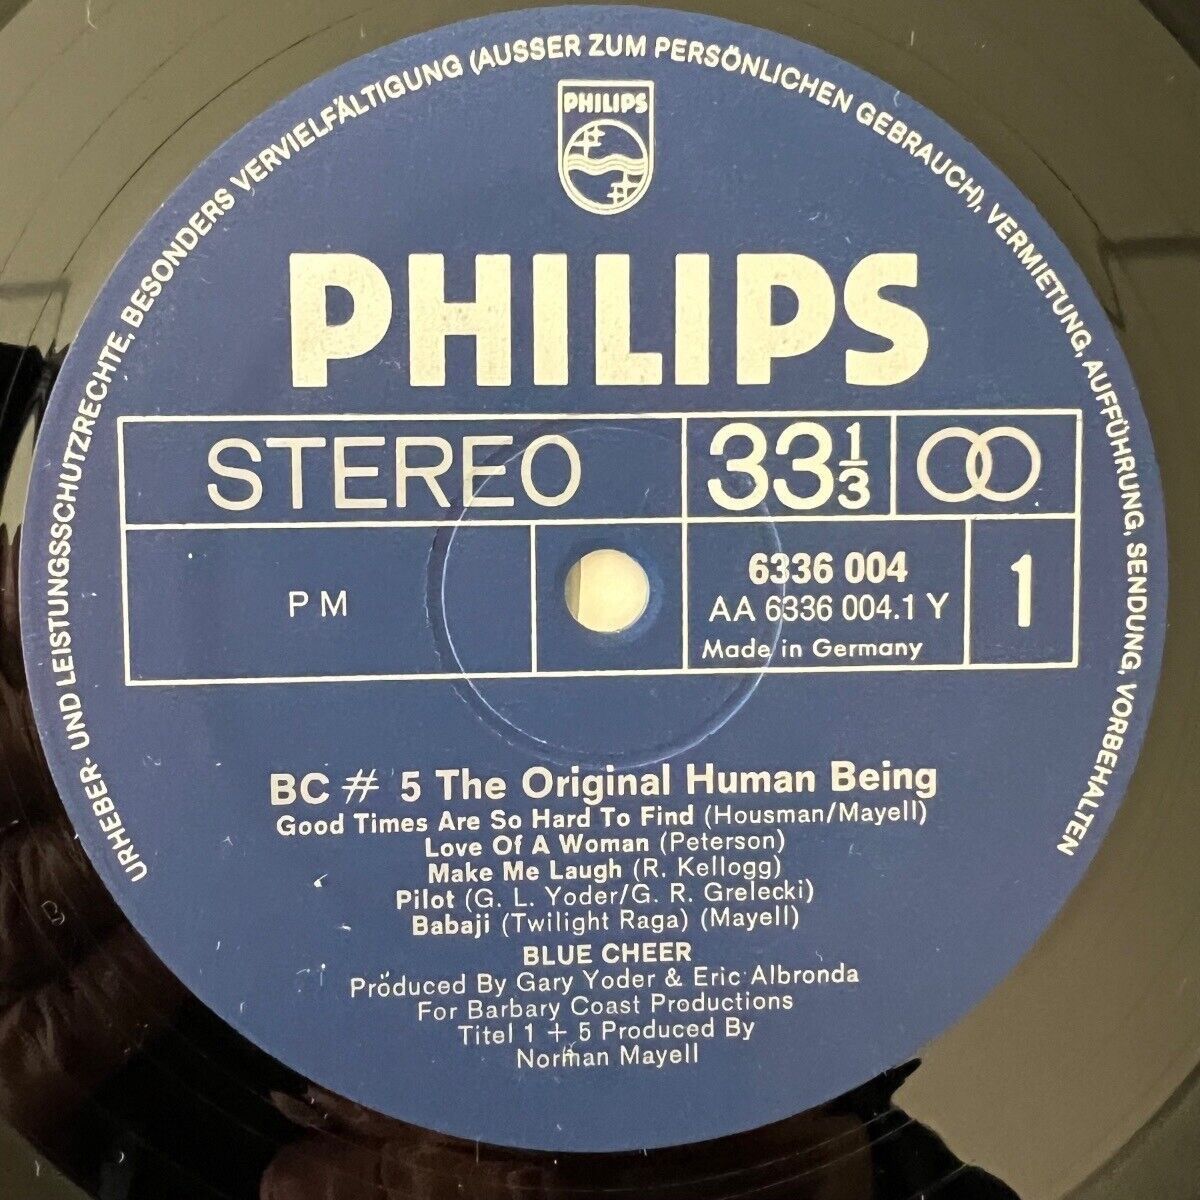 URHEBER- UND LEISTUNGSSCHUTZRECHTE, BESONDERS VERVIELFÄLTIGUNG (AUSSER ZUM PERSÖNLICHEN GEBRAUCH), VERMIETUNG, AUFFÜHRUNG, SENDUNG, VORBEHALTEN
PHILIPS
PHILIPS
STEREO 33 1/3
PM 6336 004 1
AA 6336 004.1 Y
Made in Germany
BC # 5 The Original Human Being
Good Times Are So Hard To Find (Housman/Mayell)
Love Of A Woman (Peterson)
Make Me Laugh (R. Kellogg)
Pilot (G. L. Yoder/G. R. Grelecki)
Babaji (Twilight Raga) (Mayell)
BLUE CHEER
Produced By Gary Yoder & Eric Albronda
For Barbary Coast Productions
Titel 1 + 5 Produced By
Norman Mayell